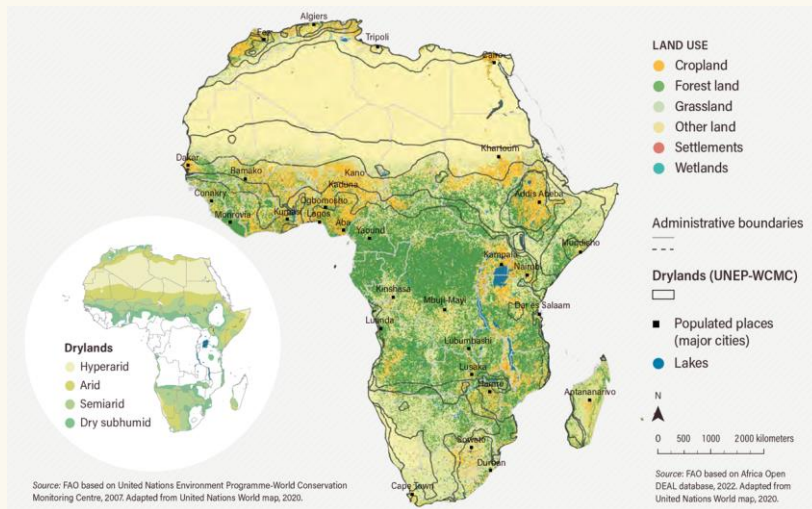 Algiers
Fez
Tripoli
Cairo
Khartoum
Dakar
Bamako
Kano
Kaduna
Conakry
Ogbomosho
Addis Ababa
Monrovia
Kumasi
Lagos
Aba
Yaound
Mundisho
Kampala
Nairobi
Kinshasa
Mbuji-Mayi
Dar es Salaam
Luanda
Lubumbashi
Lusaka
Harare
Antananarivo
Soweto
Durban
Cape Town
LAND USE
Cropland
Forest land
Grassland
Other land
Settlements
Wetlands
Administrative boundaries
Drylands (UNEP-WCMC)
Populated places
(major cities)
Lakes
N
0 500 1000 2000 kilometers
Drylands
Hyperarid
Arid
Semiarid
Dry subhumid
Source: FAO based on United Nations Environment Programme-World Conservation
Monitoring Centre, 2007. Adapted from United Nations World map, 2020.
Source: FAO based on Africa Open
DEAL database, 2022. Adapted from
United Nations World map, 2020.